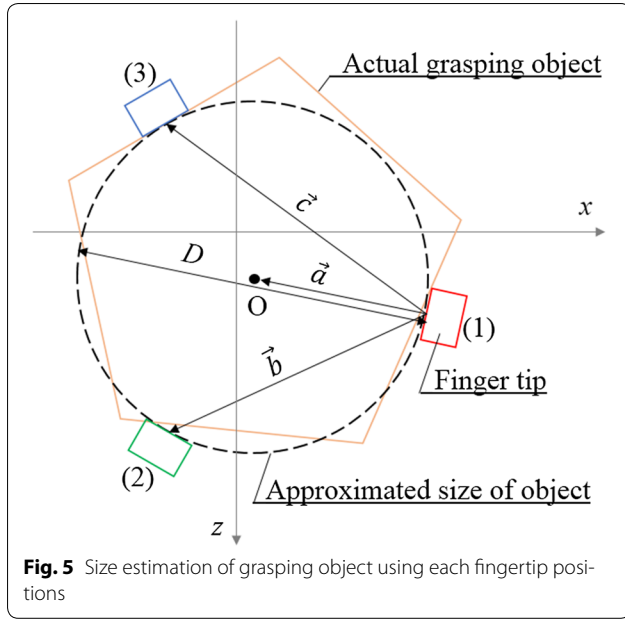 (3)
Actual grasping object
c⃗
x
D
a⃗
O
(1)
b⃗
Finger tip
(2)
Approximated size of object
z
Fig. 5 Size estimation of grasping object using each fingertip posi-
tions